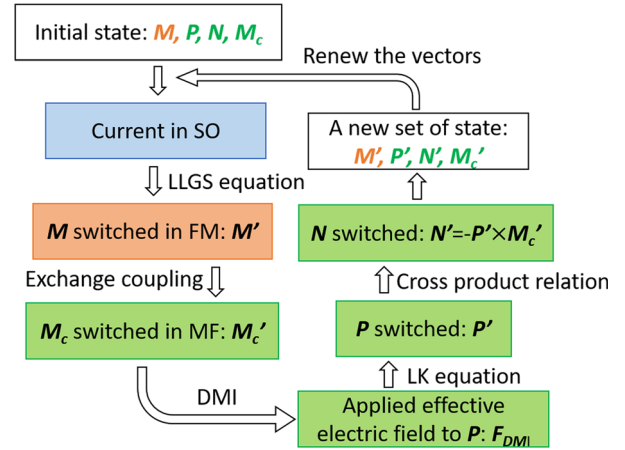 Initial state: M, P, N, Mc
Renew the vectors
Current in SO
A new set of state:
M’, P’, N’, Mc’
LLGS equation
M switched in FM: M’
N switched: N’=-P’×Mc’
Exchange coupling
Cross product relation
Mc switched in MF: Mc’
P switched: P’
DMI
LK equation
Applied effective
electric field to P: FDMI